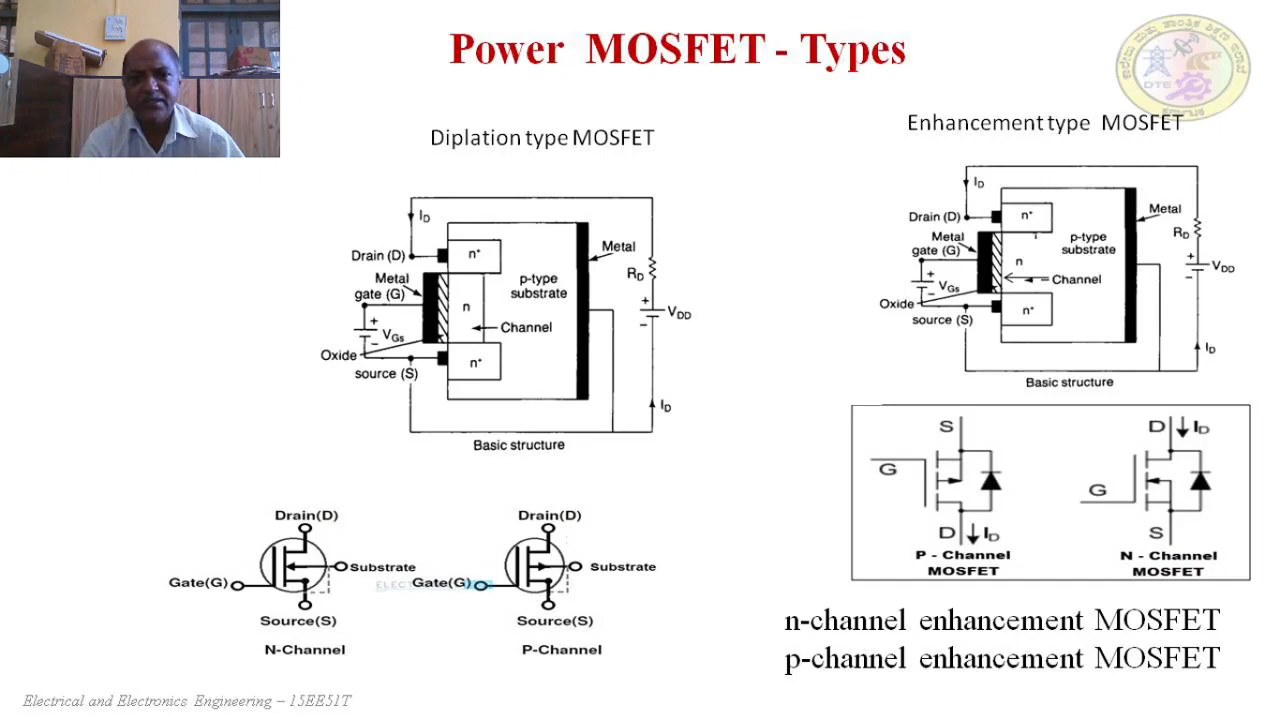 Power MOSFET - Types
DTE
Diplation type MOSFET
I_D
Drain (D)
n⁺
Metal
Metal
gate (G)
p-type
substrate
R_D
+
+
n
V_DD
V_Gs
−
−
Channel
Oxide
source (S)
n⁺
I_D
Basic structure
Enhancement type MOSFET
I_D
Drain (D)
n⁺
Metal
Metal
gate (G)
p-type
substrate
R_D
n
+
+
V_DD
V_Gs
Channel
−
−
Oxide
source (S)
n⁺
I_D
Basic structure
Drain(D)
Substrate
Gate(G)
Source(S)
N-Channel
Drain(D)
Substrate
ELECT
Gate(G)
Source(S)
P-Channel
S
G
D I_D
P - Channel
MOSFET
D I_D
G
S
N - Channel
MOSFET
n-channel enhancement MOSFET
p-channel enhancement MOSFET
Electrical and Electronics Engineering – 15EE51T